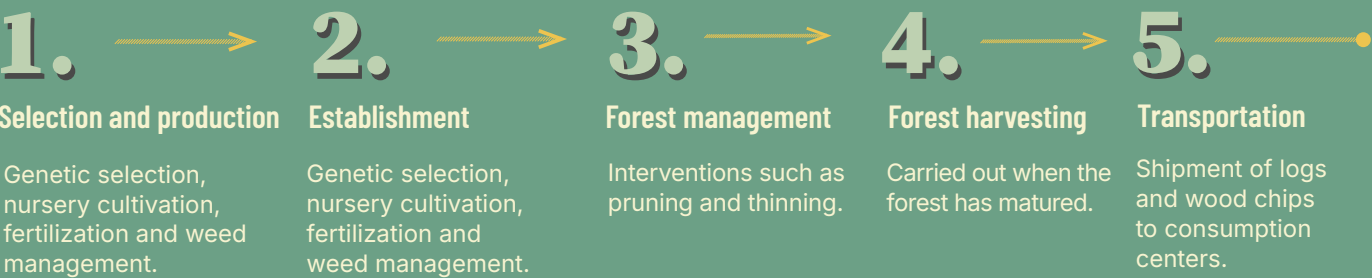 1.
Selection and production
Genetic selection,
nursery cultivation,
fertilization and weed
management.
2.
Establishment
Genetic selection,
nursery cultivation,
fertilization and
weed management.
3.
Forest management
Interventions such as
pruning and thinning.
4.
Forest harvesting
Carried out when the
forest has matured.
5.
Transportation
Shipment of logs
and wood chips
to consumption
centers.